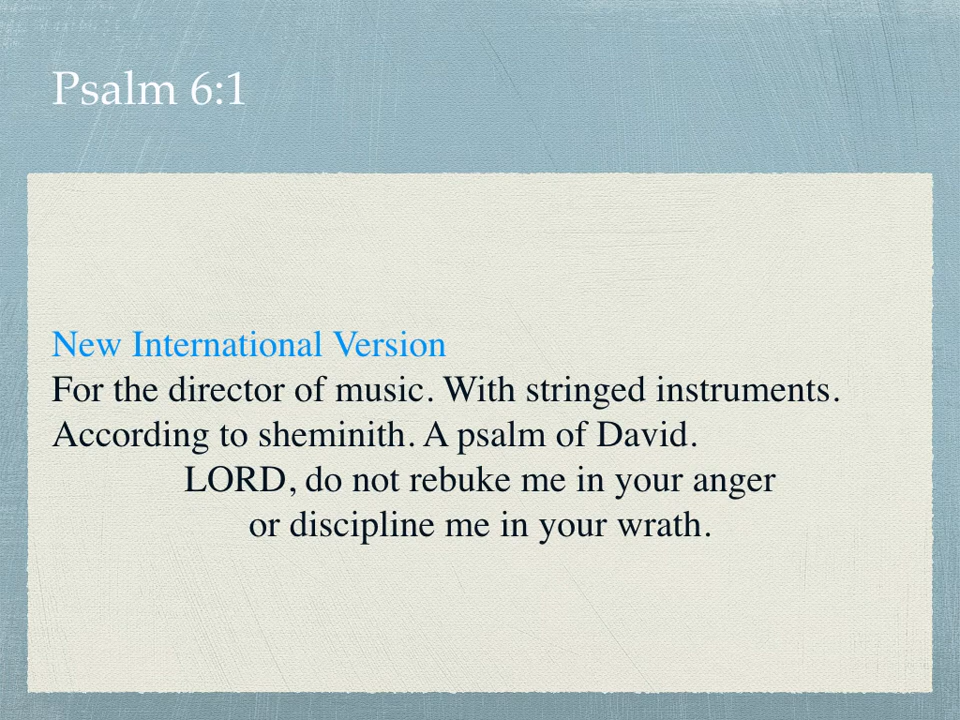 Psalm 6:1
New International Version
For the director of music. With stringed instruments.
According to sheminith. A psalm of David.
LORD, do not rebuke me in your anger
or discipline me in your wrath.